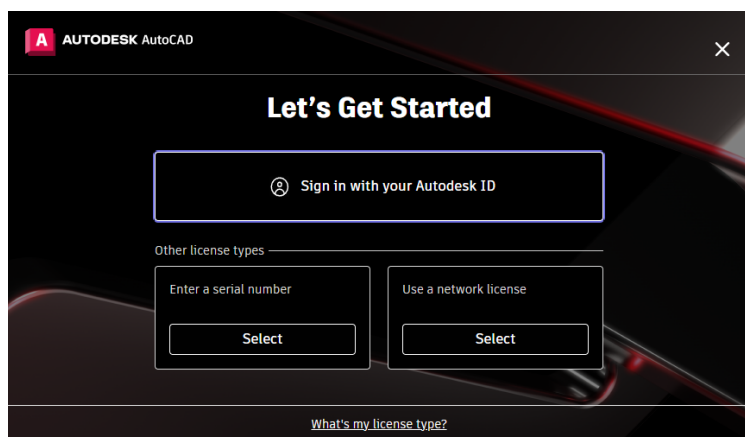 A AUTODESK AutoCAD
Let's Get Started
Sign in with your Autodesk ID
Other license types
Enter a serial number
Use a network license
Select
Select
What's my license type?